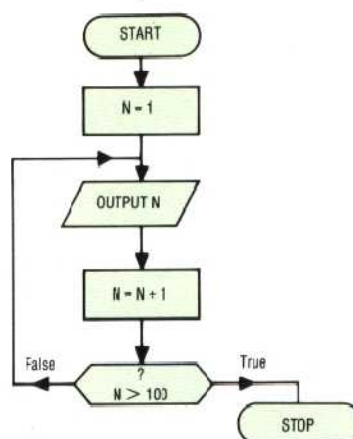 START
N = 1
OUTPUT N
N = N + 1
False
?
True
N > 100
STOP